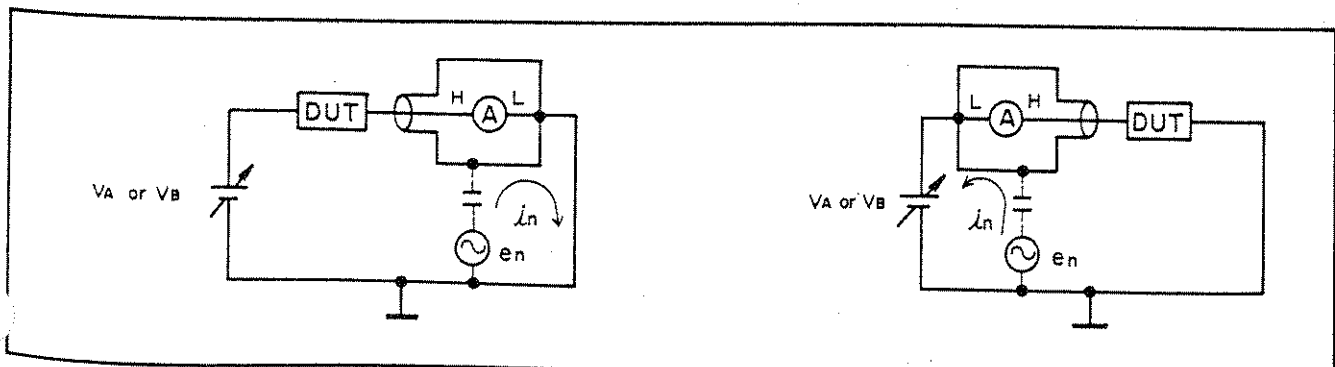 DUT
H
A
L
VA or VB
in
en
L
A
H
DUT
VA or VB
in
en